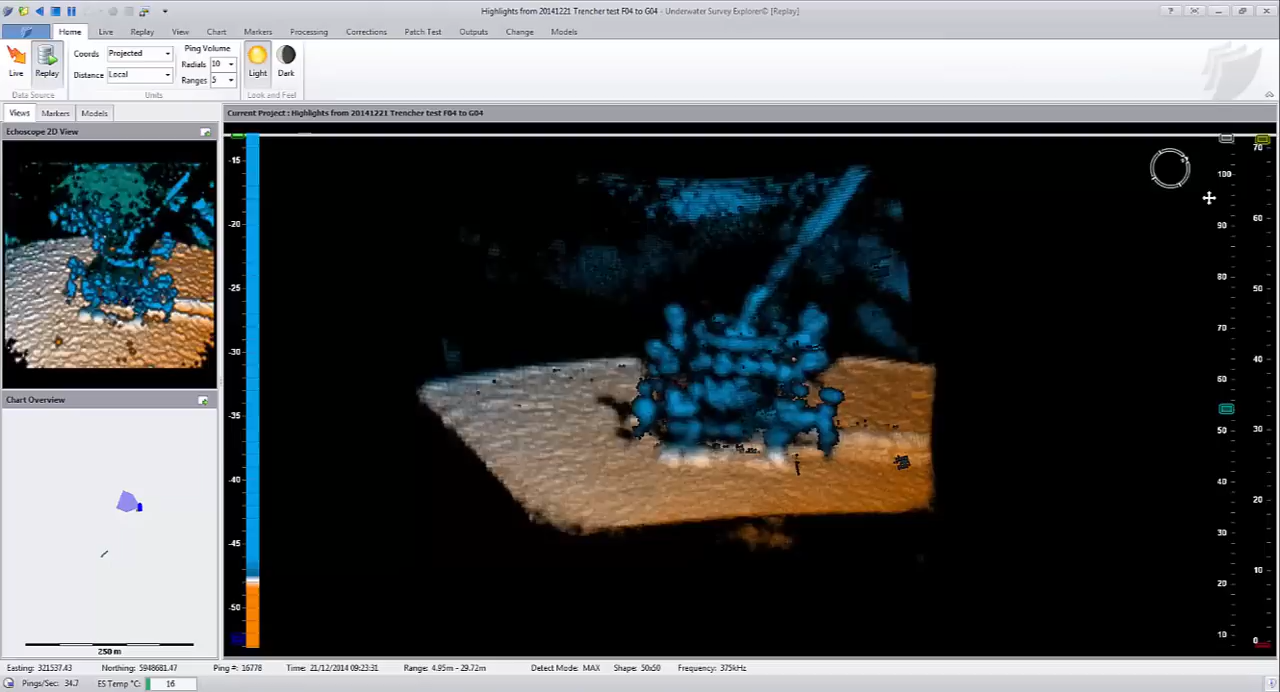 Highlights from 20141221 Trencher test F04 to G04 - Underwater Survey Explorer© [Replay]
Home Live Replay View Chart Markers Processing Corrections Patch Test Outputs Change Models
Live Replay
Data Source
Coords Projected
Distance Local
Units
Ping Volume
Radials 10
Ranges 5
Light Dark
Look and Feel
Views Markers Models
Current Project : Highlights from 20141221 Trencher test F04 to G04
Echoscope 2D View
Chart Overview
250 m
-15
-20
-25
-30
-35
-40
-45
-50
100
90
80
70
60
50
40
30
20
10
70
60
50
40
30
20
10
0
Easting: 321537.43 Northing: 5948681.47 Ping #: 16778 Time: 21/12/2014 09:23:31 Range: 4.95m - 29.72m Detect Mode: MAX Shape: 50x50 Frequency: 375kHz
Pings/Sec: 34.7 ES Temp °C: 16